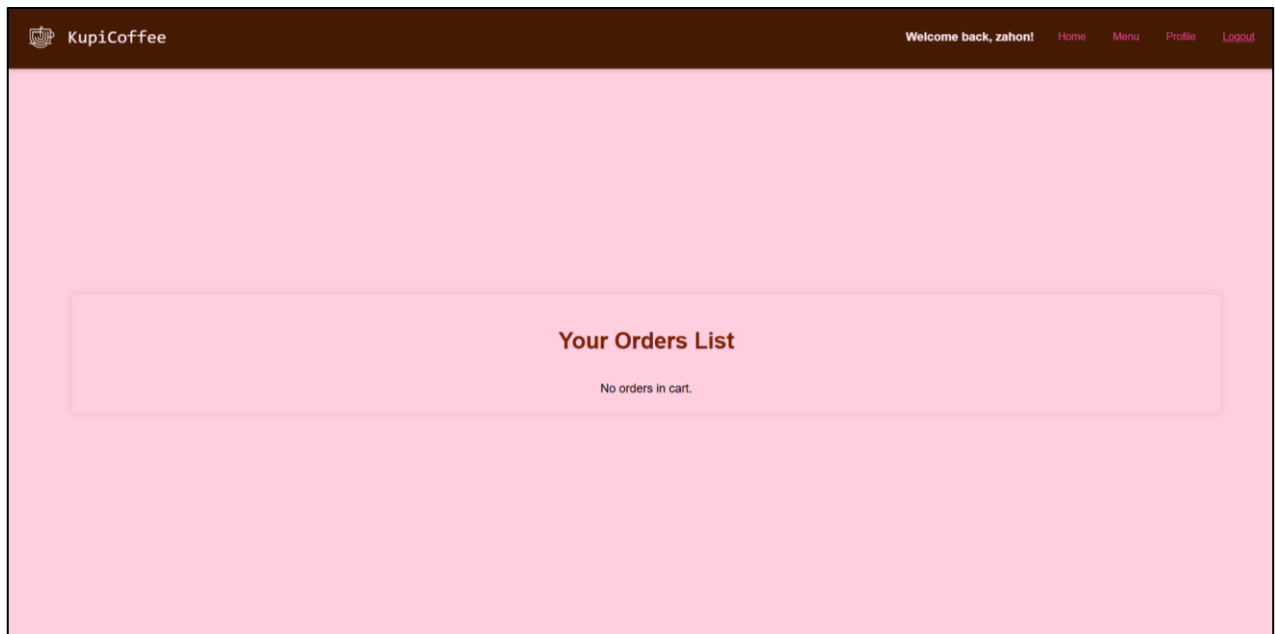 KupiCoffee
Welcome back, zahon! Home Menu Profile Logout
Your Orders List
No orders in cart.